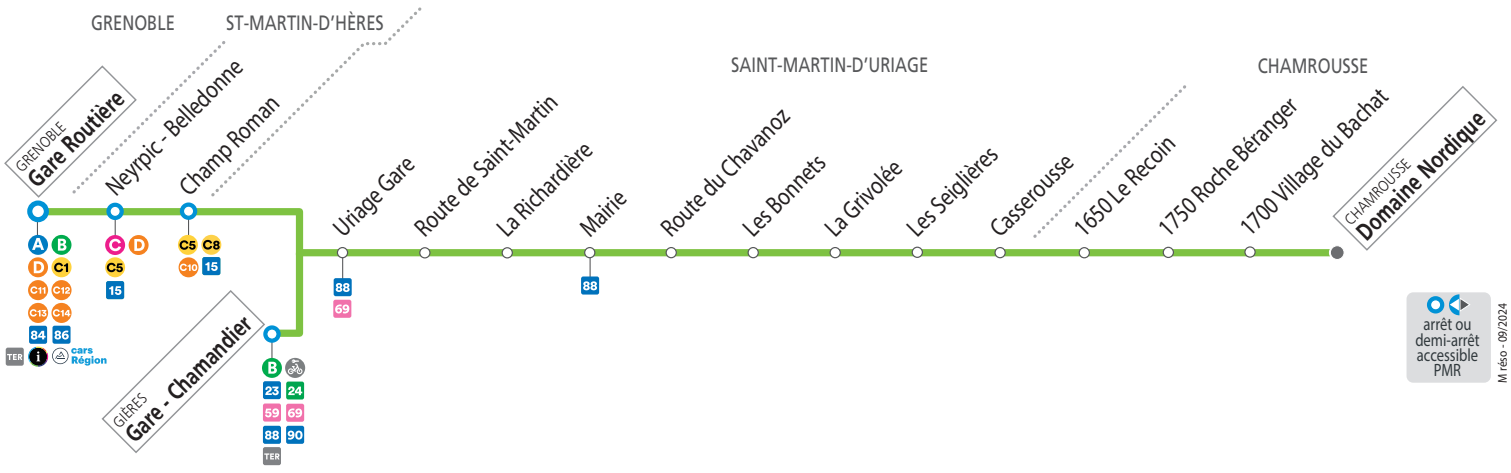 GRENOBLE
ST-MARTIN-D'HÈRES
SAINT-MARTIN-D'URIAGE
CHAMROUSSE
GRENOBLE
Gare Routière
Neyrpic - Belledonne
Champ Roman
Uriage Gare
Route de Saint-Martin
La Richardière
Mairie
Route du Chavanoz
Les Bonnets
La Grivolée
Les Seiglières
Casserousse
1650 Le Recoin
1750 Roche Béranger
1700 Village du Bachat
CHAMROUSSE
Domaine Nordique
A B
D C1
C11 C12
C13 C14
84 86
TER i cars
Région
C D
C5
15
C5 C8
C10 15
GIÈRES
Gare - Chamandier
B
23 24
59 69
88 90
TER
88
69
88
arrêt ou
demi-arrêt
accessible
PMR
M réso - 09/2024